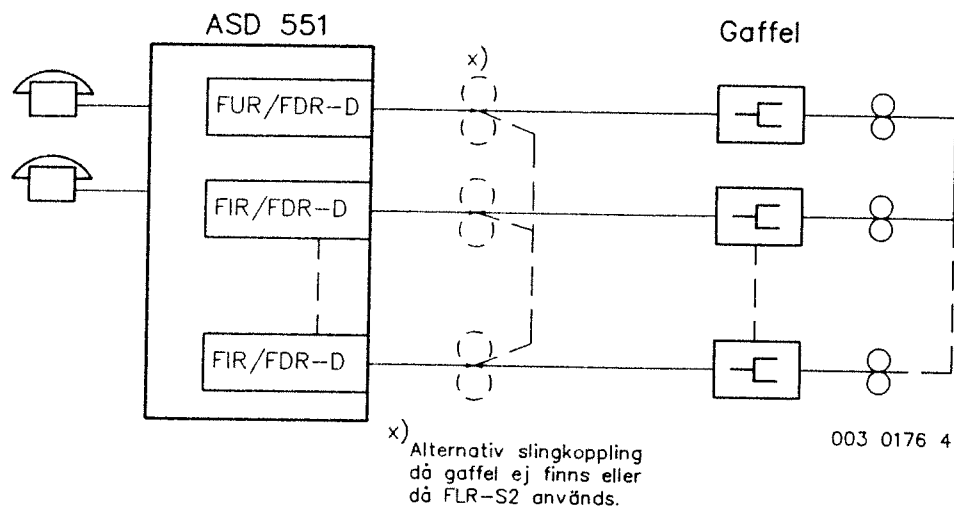 ASD 551
Gaffel
x)
FUR/FDR-D
FIR/FDR-D
FIR/FDR-D
x)
Alternativ slingkoppling
då gaffel ej finns eller
då FLR-S2 används.
003 0176 4